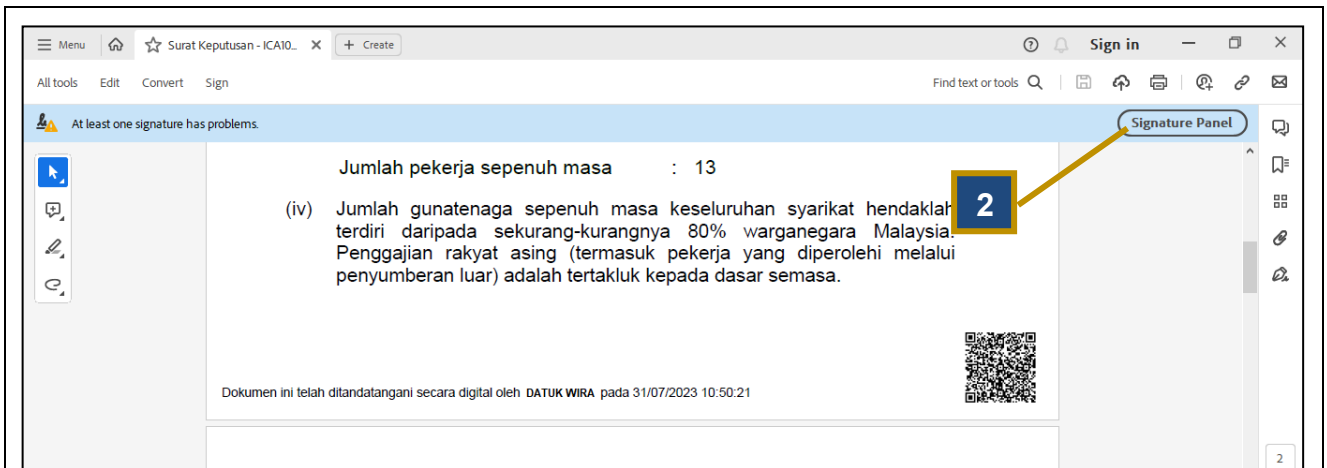 Menu Surat Keputusan - ICA10... + Create Sign in
All tools Edit Convert Sign Find text or tools
At least one signature has problems. Signature Panel
Jumlah pekerja sepenuh masa : 13
2
(iv) Jumlah gunatenaga sepenuh masa keseluruhan syarikat hendaklah
terdiri daripada sekurang-kurangnya 80% warganegara Malaysia.
Penggajian rakyat asing (termasuk pekerja yang diperolehi melalui
penyumberan luar) adalah tertakluk kepada dasar semasa.
Dokumen ini telah ditandatangani secara digital oleh DATUK WIRA pada 31/07/2023 10:50:21
2